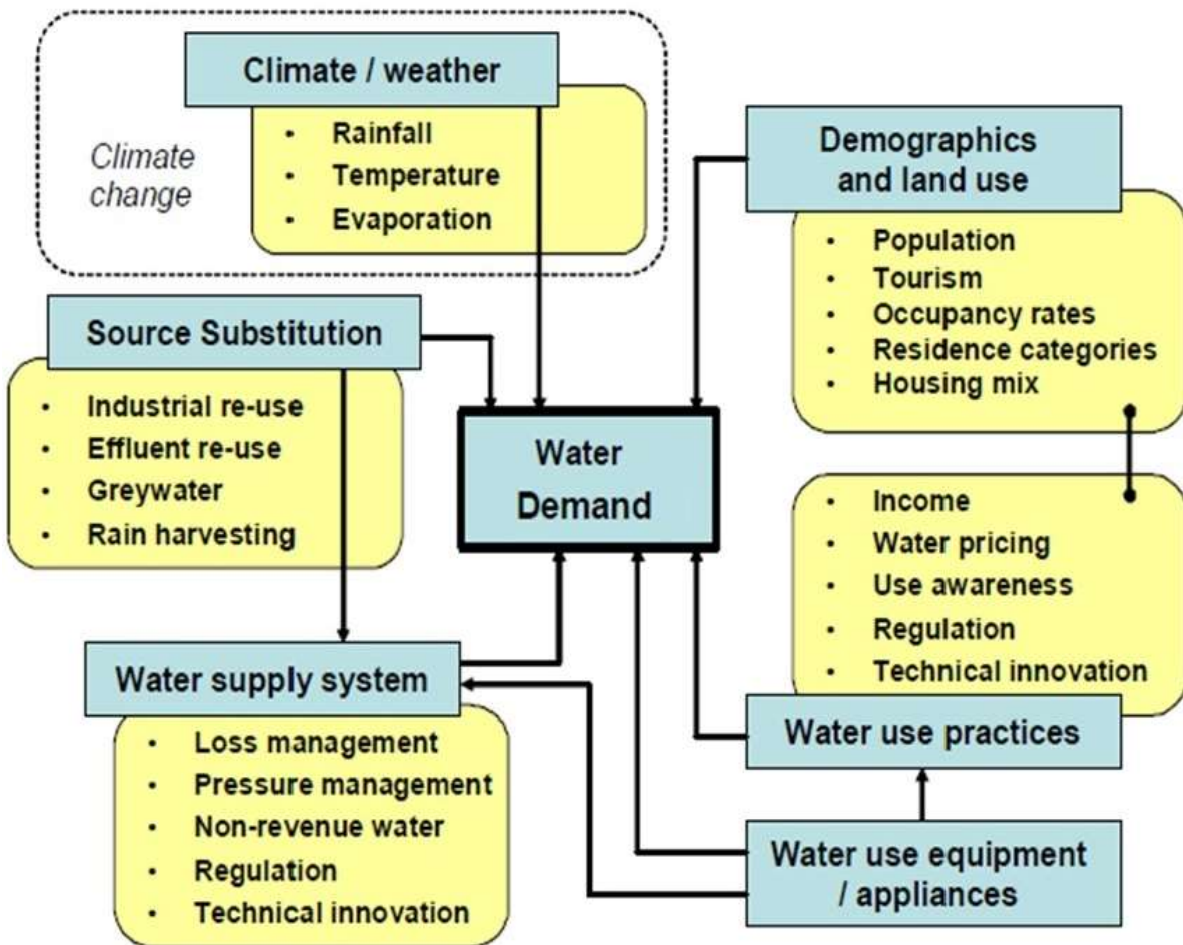 Climate / weather
• Rainfall
• Temperature
• Evaporation
Climate
change
Demographics
and land use
• Population
• Tourism
• Occupancy rates
• Residence categories
• Housing mix
Source Substitution
• Industrial re-use
• Effluent re-use
• Greywater
• Rain harvesting
Water
Demand
• Income
• Water pricing
• Use awareness
• Regulation
• Technical innovation
Water use practices
Water supply system
• Loss management
• Pressure management
• Non-revenue water
• Regulation
• Technical innovation
Water use equipment
/ appliances